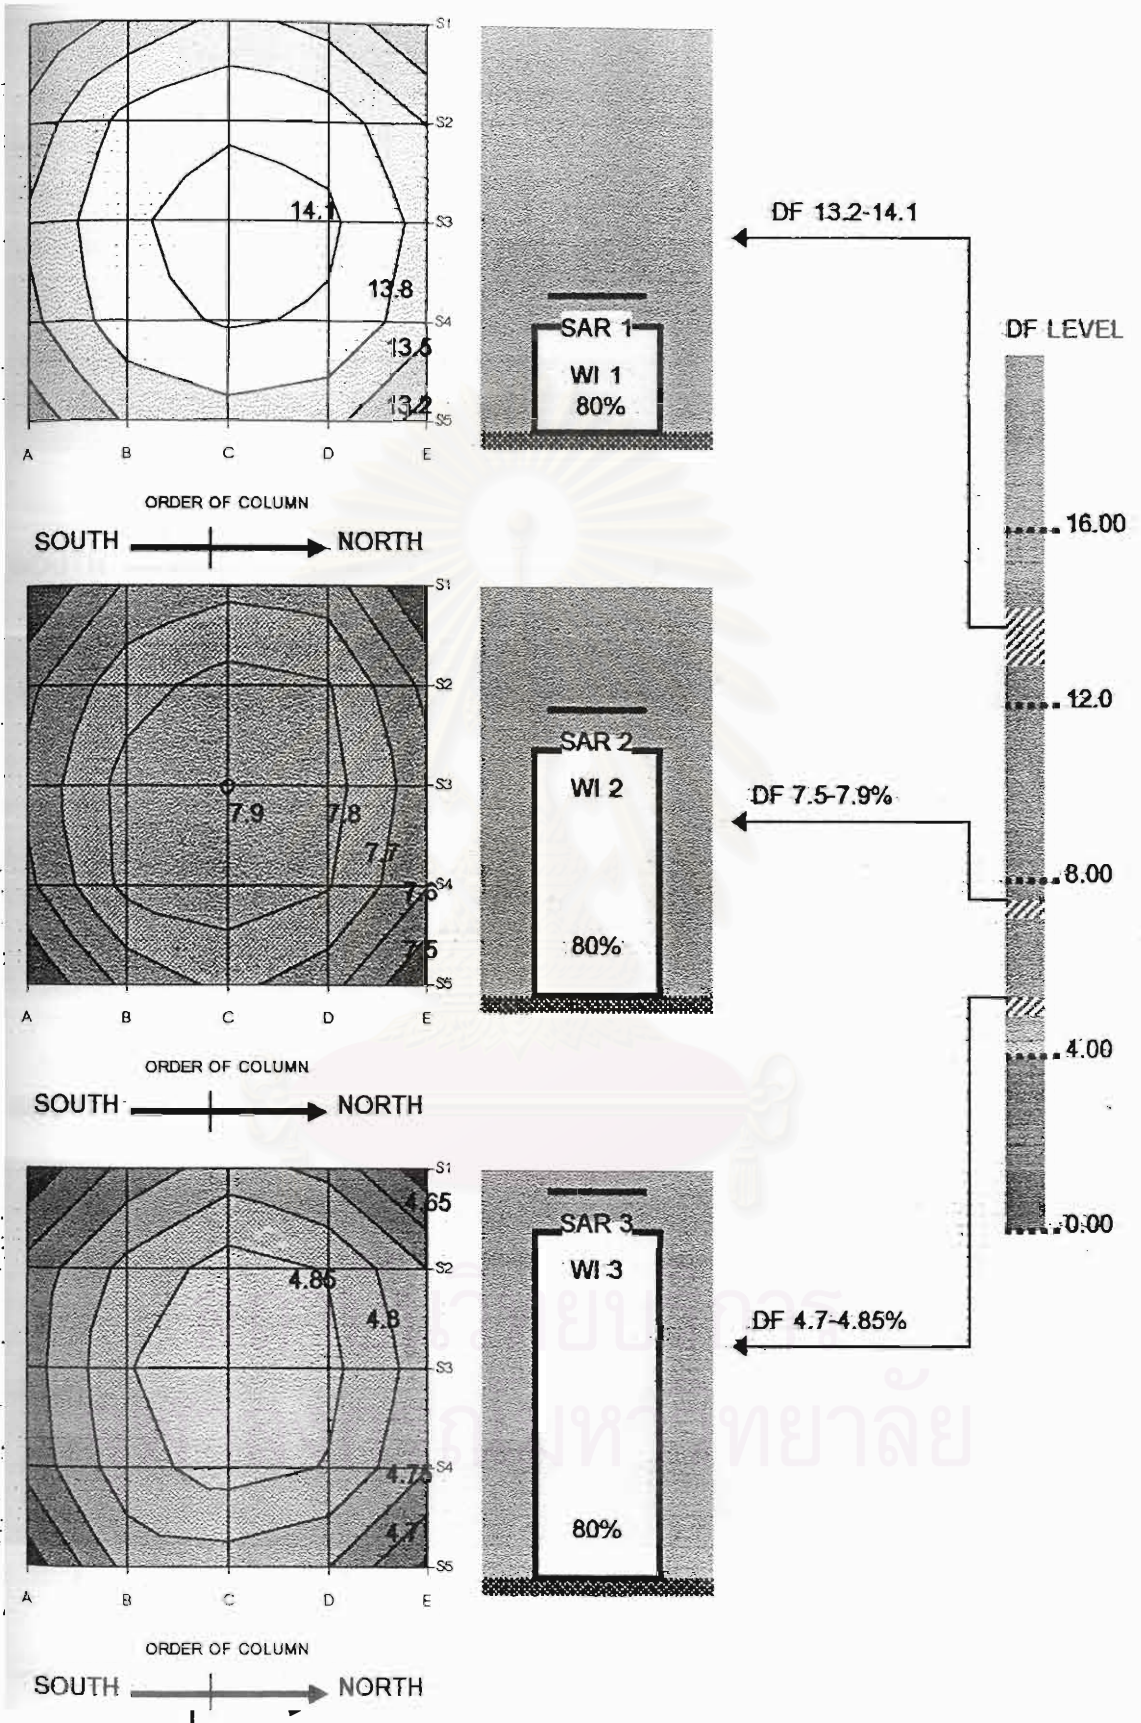 S1
S2
14.1
S3
13.8
S4
13.5
13.2
S5
A B C D E
ORDER OF COLUMN
SOUTH NORTH
SAR 1
WI 1
80%
DF 13.2-14.1
DF LEVEL
16.00
12.0
8.00
4.00
0.00
S1
S2
S3
7.9 7.8
7.7
S4
7.6
7.5
S5
A B C D E
ORDER OF COLUMN
SOUTH NORTH
SAR 2
WI 2
80%
DF 7.5-7.9%
S1
4.65
S2
4.85
4.8
S3
S4
4.75
4.7
S5
A B C D E
ORDER OF COLUMN
SOUTH NORTH
SAR 3
WI 3
80%
DF 4.7-4.85%